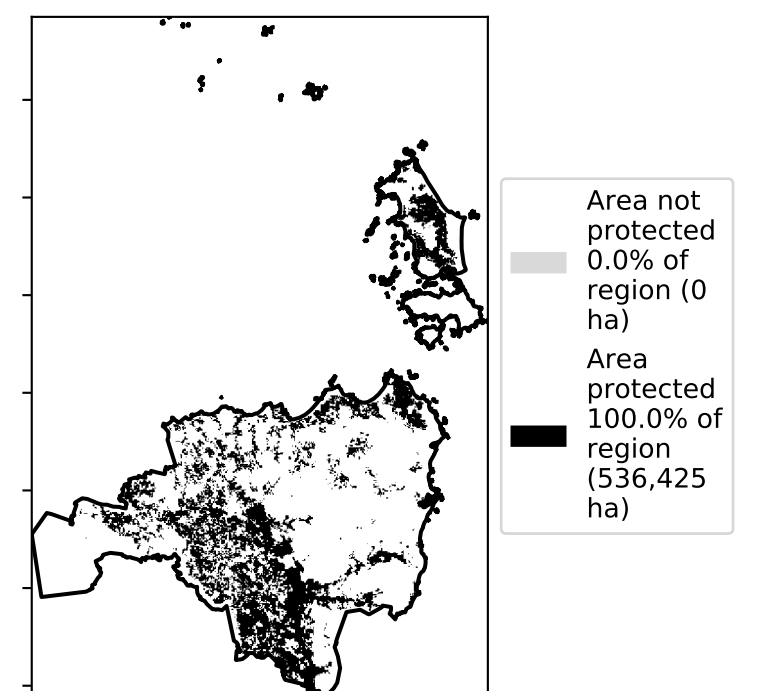 Area not
protected
0.0% of
region (0
ha)
Area
protected
100.0% of
region
(536,425
ha)